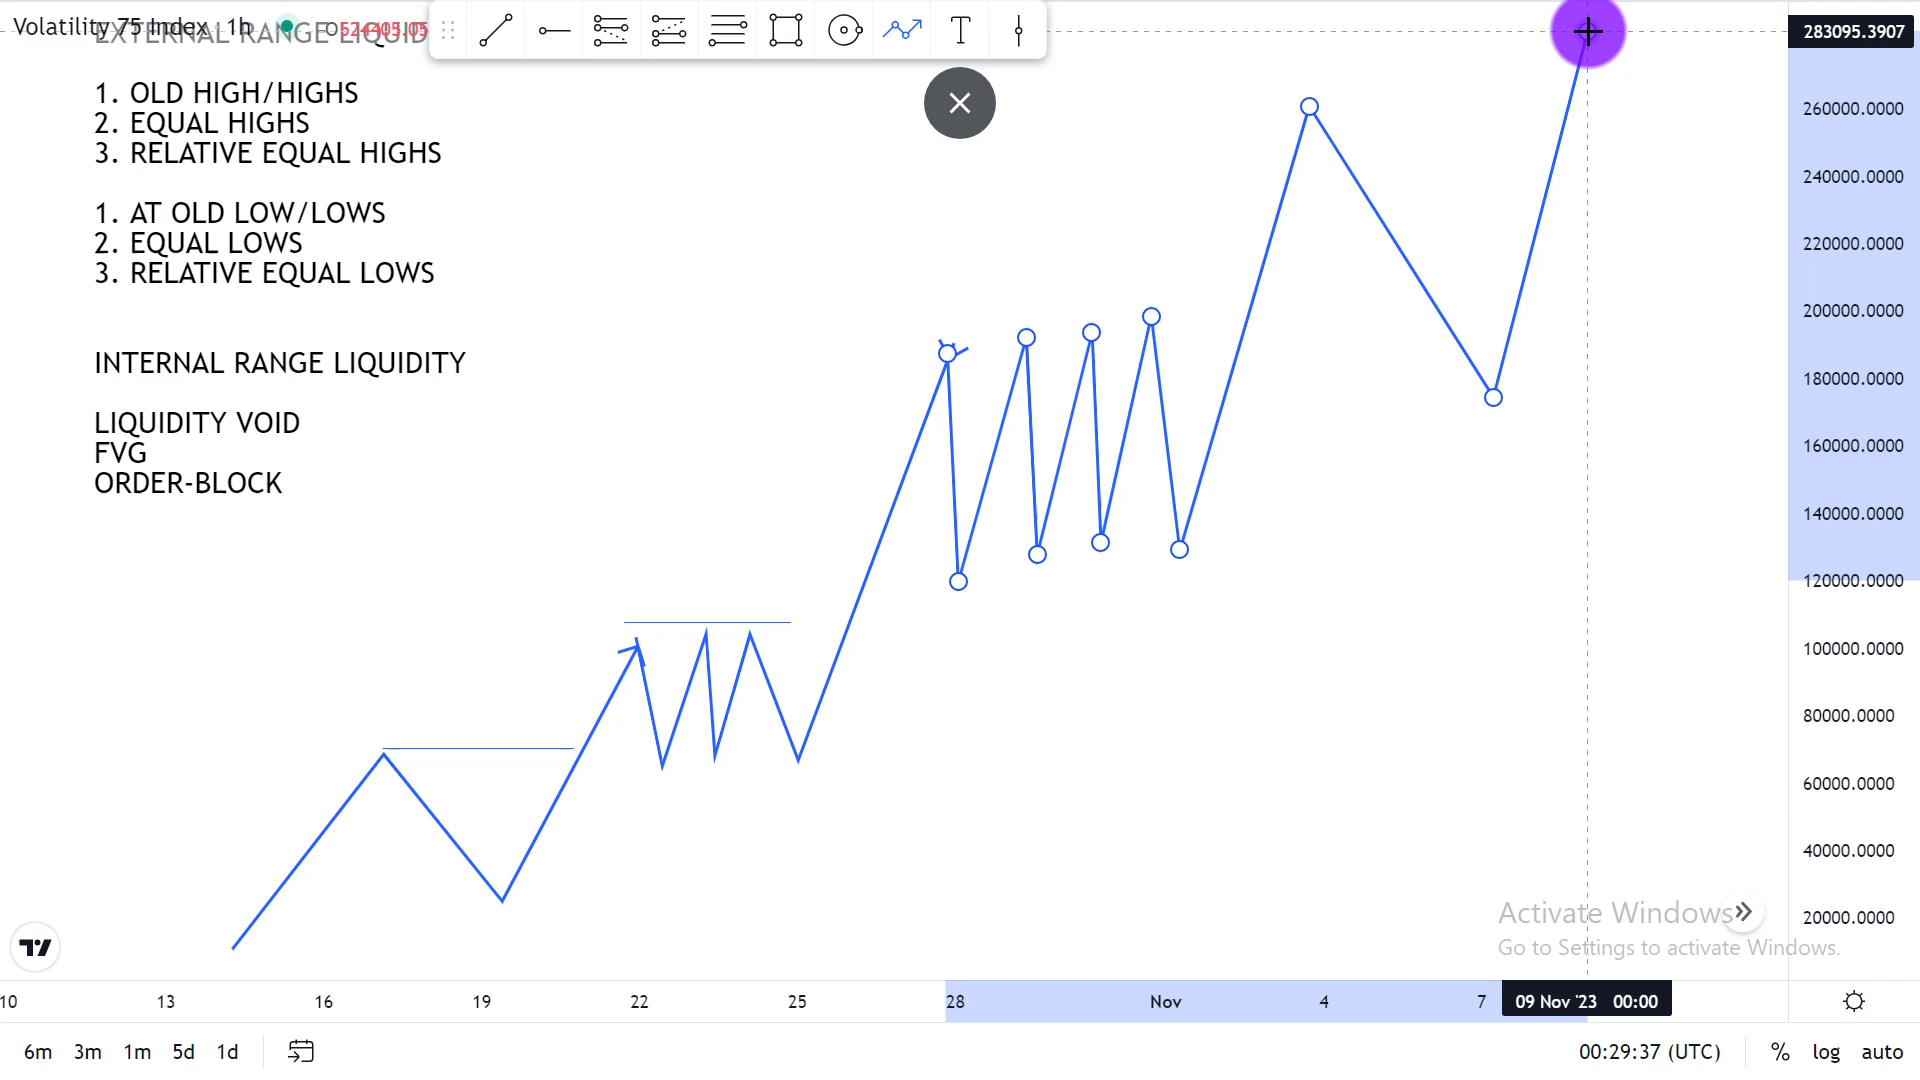 Volatility 75 Index · 1h
EXTERNAL RANGE LIQUID
283095.3907
1. OLD HIGH/HIGHS
2. EQUAL HIGHS
3. RELATIVE EQUAL HIGHS
1. AT OLD LOW/LOWS
2. EQUAL LOWS
3. RELATIVE EQUAL LOWS
INTERNAL RANGE LIQUIDITY
LIQUIDITY VOID
FVG
ORDER-BLOCK
260000.0000
240000.0000
220000.0000
200000.0000
180000.0000
160000.0000
140000.0000
120000.0000
100000.0000
80000.0000
60000.0000
40000.0000
20000.0000
Activate Windows
Go to Settings to activate Windows.
10 13 16 19 22 25 28 Nov 4 7 09 Nov '23 00:00
6m 3m 1m 5d 1d 00:29:37 (UTC) % log auto